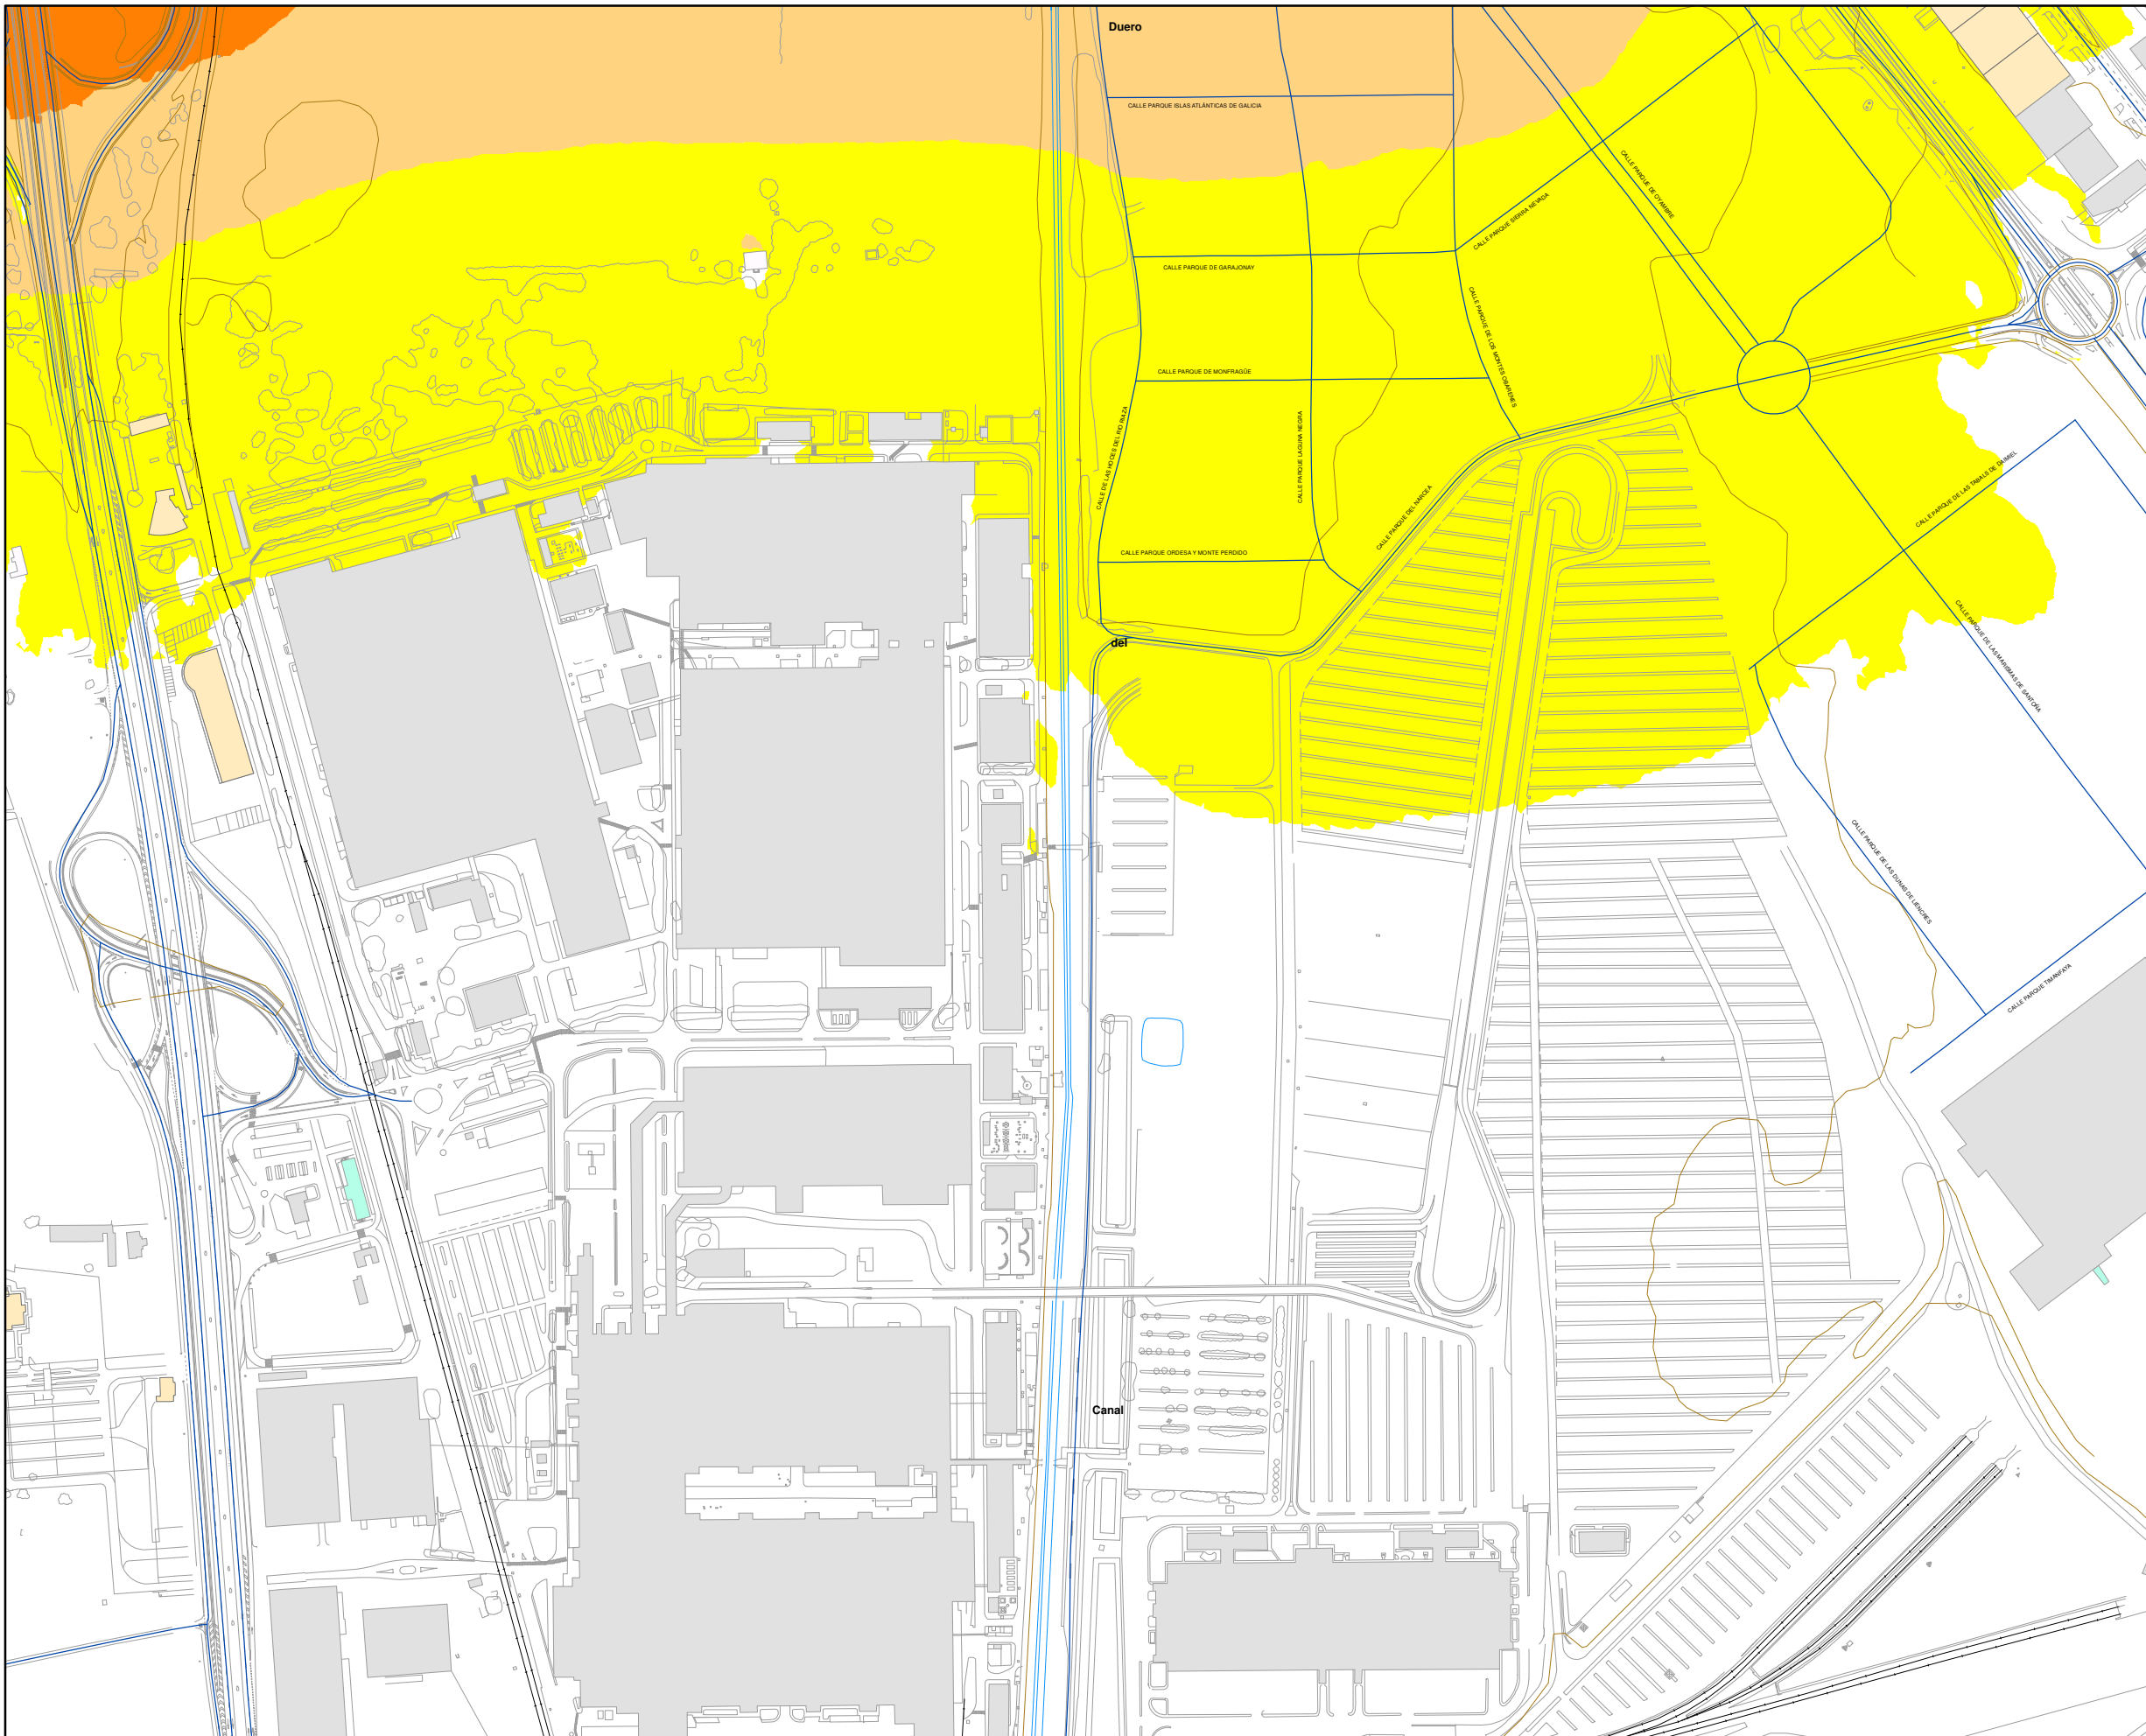 Duero
CALLE PARQUE ISLAS ATLÁNTICAS DE GALICIA
CALLE PARQUE DE OYAMBRE
CALLE PARQUE SIERRA NEVADA
CALLE PARQUE DE GARAJONAY
CALLE PARQUE DE LOS MONTES OBARENES
CALLE PARQUE DE MONFRAGÜE
CALLE DE LAS HOCES DEL RIO RIAZA
CALLE PARQUE LAGUNA NEGRA
CALLE PARQUE DE LAS TABALS DE DAIMIEL
CALLE PARQUE DEL NARCEA
CALLE PARQUE ORDESA Y MONTE PERDIDO
CALLE PARQUE DE LAS MARISMAS DE SANTOÑA
del
CALLE PARQUE DE LAS DUNAS DE LIENCRES
CALLE PARQUE TIMANFAYA
Canal